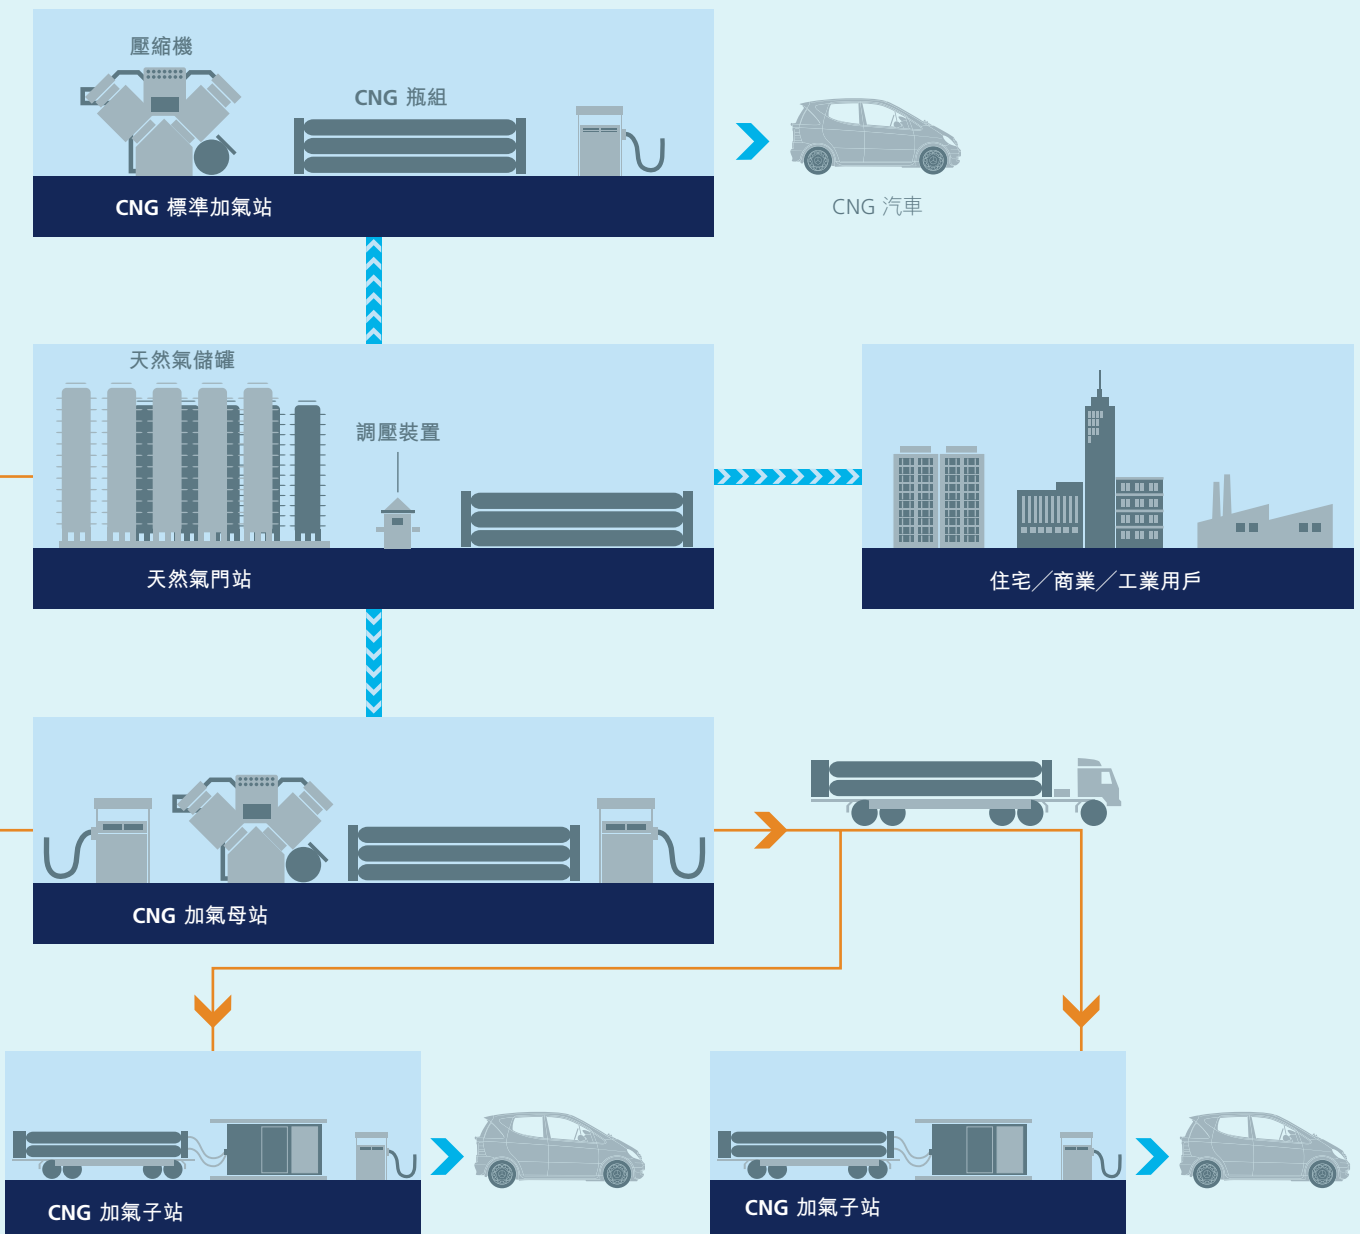 壓縮機
CNG 瓶組
CNG 標準加氣站
CNG 汽車
天然氣儲罐
調壓裝置
天然氣門站
住宅／商業／工業用戶
CNG 加氣母站
CNG 加氣子站
CNG 加氣子站